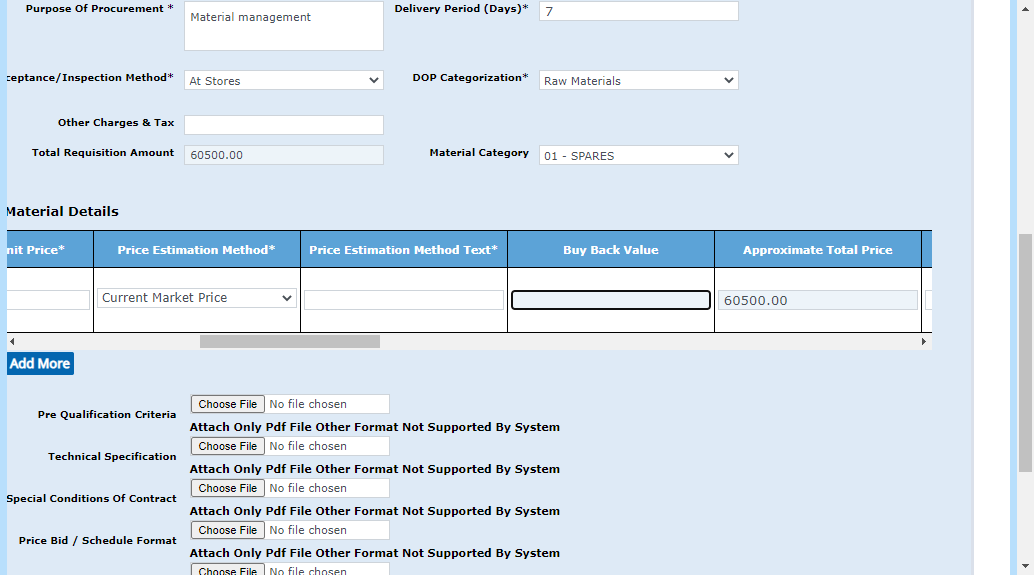 Purpose Of Procurement * Material management Delivery Period (Days)* 7
ceptance/Inspection Method* At Stores DOP Categorization* Raw Materials
Other Charges & Tax
Total Requisition Amount 60500.00 Material Category 01 - SPARES
Material Details
nit Price* Price Estimation Method* Price Estimation Method Text* Buy Back Value Approximate Total Price
Current Market Price 60500.00
Add More
Pre Qualification Criteria Choose File No file chosen
Attach Only Pdf File Other Format Not Supported By System
Technical Specification Choose File No file chosen
Attach Only Pdf File Other Format Not Supported By System
Special Conditions Of Contract Choose File No file chosen
Attach Only Pdf File Other Format Not Supported By System
Price Bid / Schedule Format Choose File No file chosen
Attach Only Pdf File Other Format Not Supported By System
Choose File No file chosen